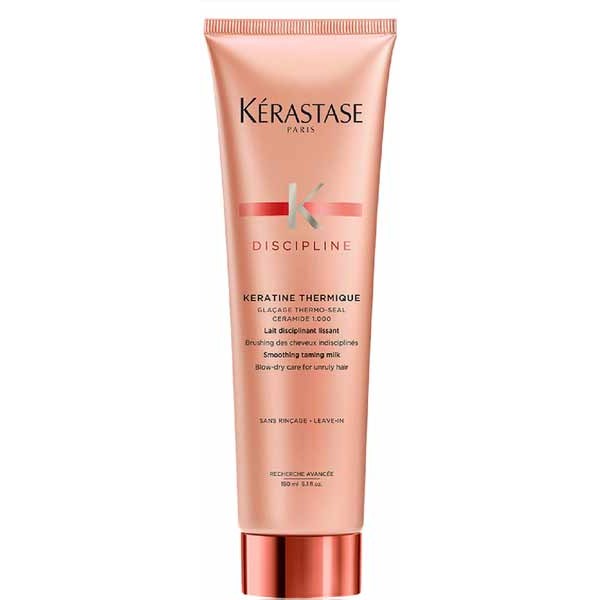 KÉRASTASE
PARIS
K
DISCIPLINE
KERATINE THERMIQUE
GLAÇAGE THERMO-SEAL
CERAMIDE 1.000
Lait disciplinant lissant
Brushing des cheveux indisciplinés
Smoothing taming milk
Blow-dry care for unruly hair
SANS RINÇAGE • LEAVE-IN
RECHERCHE AVANCÉE
150 ml 5.1 fl.oz.